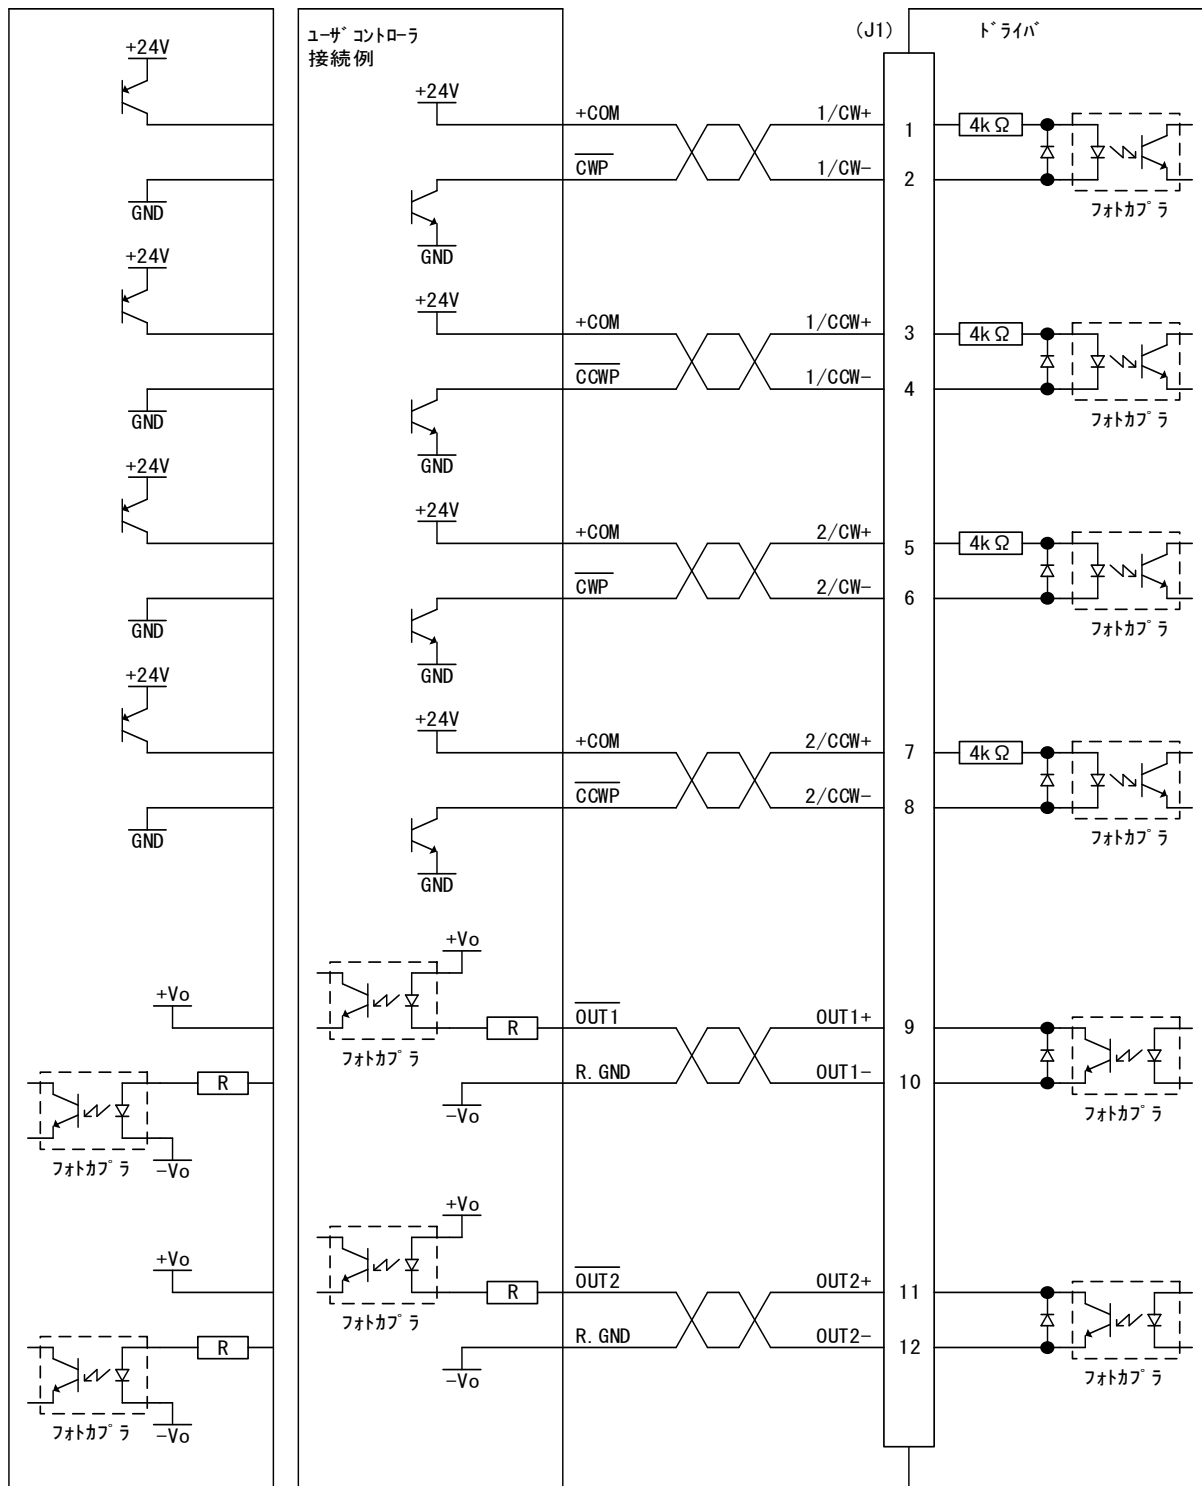 ﾕｰｻﾞ ｺﾝﾄﾛｰﾗ
接続例
(J1)
ﾄﾞﾗｲﾊﾞ
+24V
GND
+24V
GND
+24V
GND
+24V
GND
+Vo
R
ﾌｫﾄｶﾌﾟﾗ
-Vo
+Vo
R
ﾌｫﾄｶﾌﾟﾗ
-Vo
+24V
+COM
1/CW+
1
4kΩ
CWP
1/CW-
2
GND
ﾌｫﾄｶﾌﾟﾗ
+24V
+COM
1/CCW+
3
4kΩ
CCWP
1/CCW-
4
GND
ﾌｫﾄｶﾌﾟﾗ
+24V
+COM
2/CW+
5
4kΩ
CWP
2/CW-
6
GND
ﾌｫﾄｶﾌﾟﾗ
+24V
+COM
2/CCW+
7
4kΩ
CCWP
2/CCW-
8
GND
ﾌｫﾄｶﾌﾟﾗ
+Vo
R
OUT1
OUT1+
9
ﾌｫﾄｶﾌﾟﾗ
R.GND
OUT1-
10
-Vo
ﾌｫﾄｶﾌﾟﾗ
+Vo
R
OUT2
OUT2+
11
ﾌｫﾄｶﾌﾟﾗ
R.GND
OUT2-
12
-Vo
ﾌｫﾄｶﾌﾟﾗ